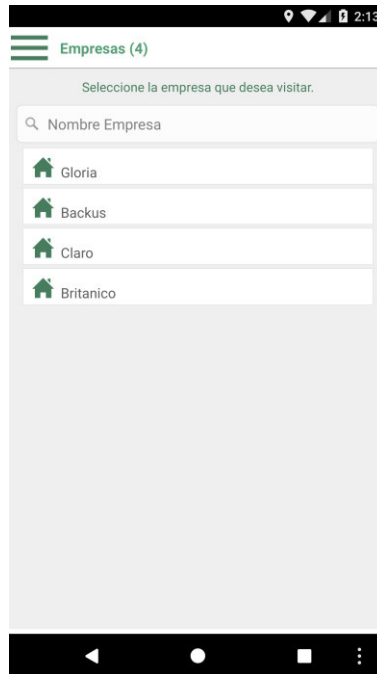 2:13
Empresas (4)
Seleccione la empresa que desea visitar.
Nombre Empresa
Gloria
Backus
Claro
Britanico